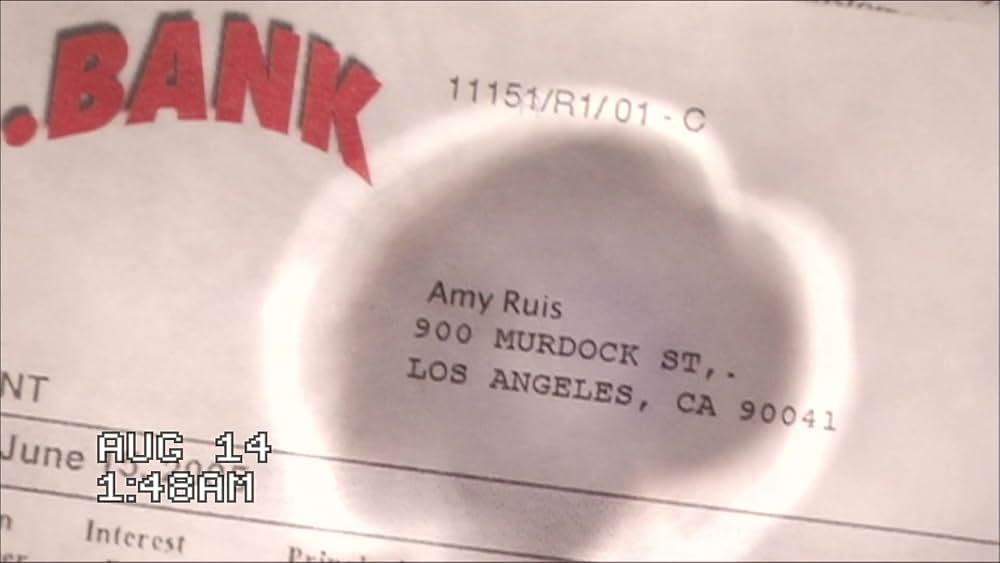 .BANK
11151/R1/01 - C
Amy Ruis
900 MURDOCK ST,.
LOS ANGELES, CA 90041
NT
June
AUG 14
1:48AM
Interest